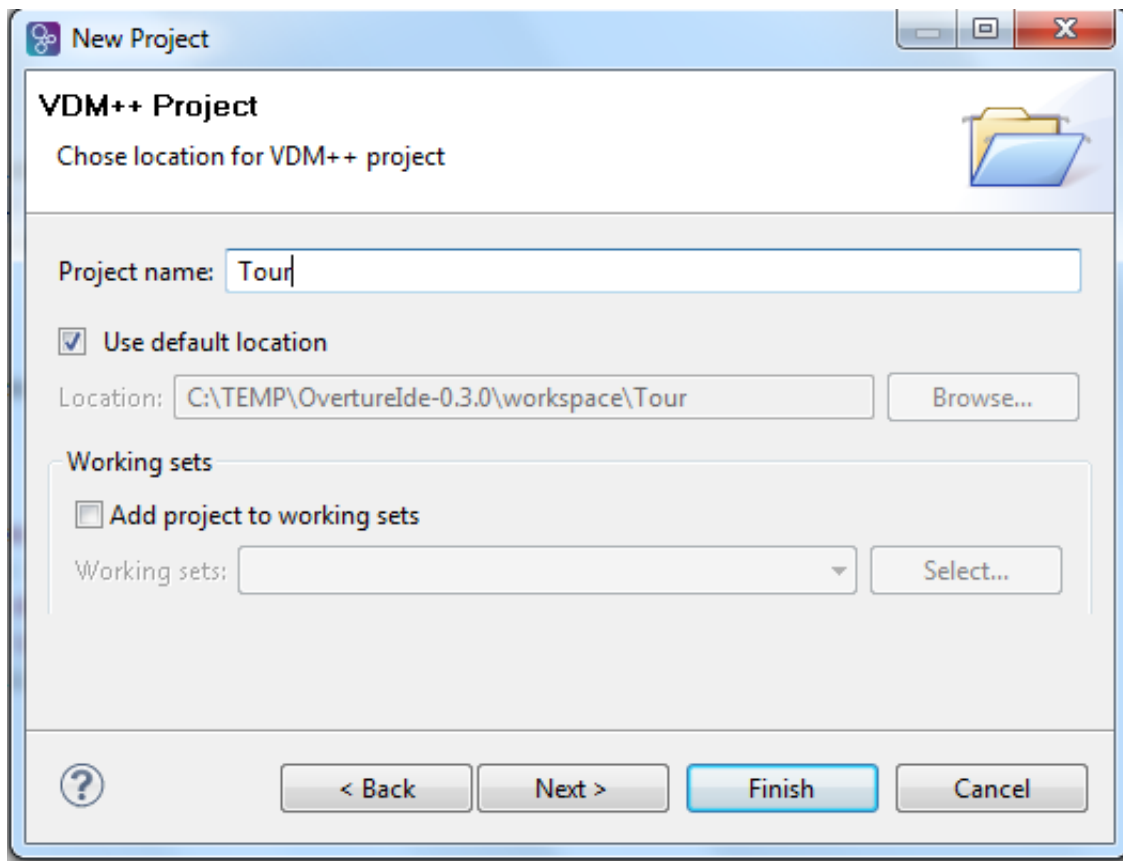 New Project
VDM++ Project
Chose location for VDM++ project
Project name: Tour
Use default location
Location: C:\TEMP\OvertureIde-0.3.0\workspace\Tour Browse...
Working sets
Add project to working sets
Working sets: Select...
? < Back Next > Finish Cancel